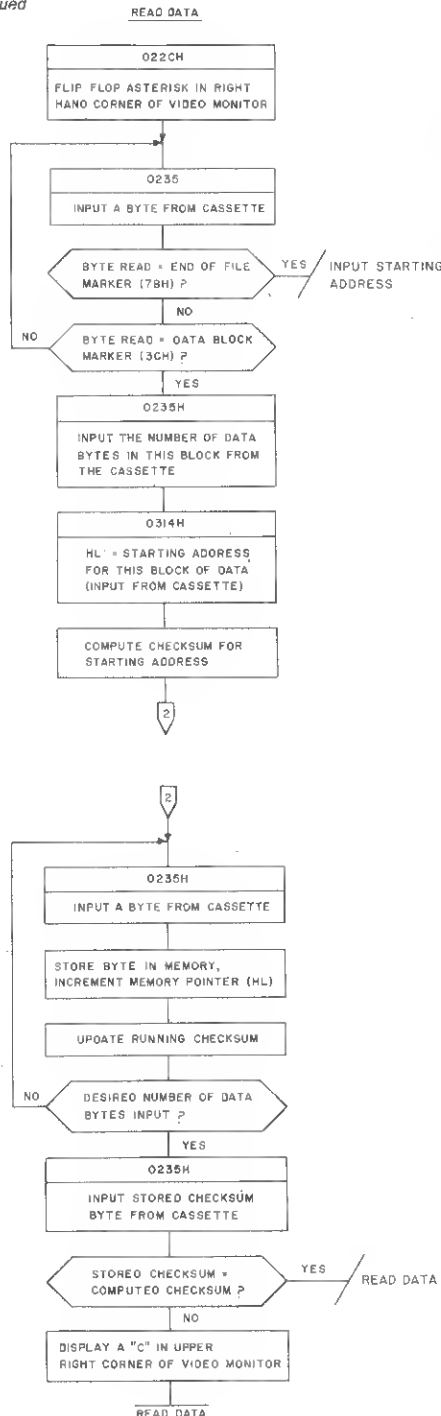 ued
READ DATA
022CH
FLIP FLOP ASTERISK IN RIGHT
HAND CORNER OF VIDEO MONITOR
0235
INPUT A BYTE FROM CASSETTE
BYTE READ = END OF FILE
MARKER (78H) ?
YES
INPUT STARTING
ADDRESS
NO
NO
BYTE READ = DATA BLOCK
MARKER (3CH) ?
YES
0235H
INPUT THE NUMBER OF DATA
BYTES IN THIS BLOCK FROM
THE CASSETTE
0314H
HL = STARTING ADDRESS
FOR THIS BLOCK OF DATA
(INPUT FROM CASSETTE)
COMPUTE CHECKSUM FOR
STARTING ADDRESS
2
2
0235H
INPUT A BYTE FROM CASSETTE
STORE BYTE IN MEMORY,
INCREMENT MEMORY POINTER (HL)
UPDATE RUNNING CHECKSUM
NO
DESIRED NUMBER OF DATA
BYTES INPUT ?
YES
0235H
INPUT STORED CHECKSUM
BYTE FROM CASSETTE
STORED CHECKSUM =
COMPUTED CHECKSUM ?
YES
READ DATA
NO
DISPLAY A "C" IN UPPER
RIGHT CORNER OF VIDEO MONITOR
READ DATA